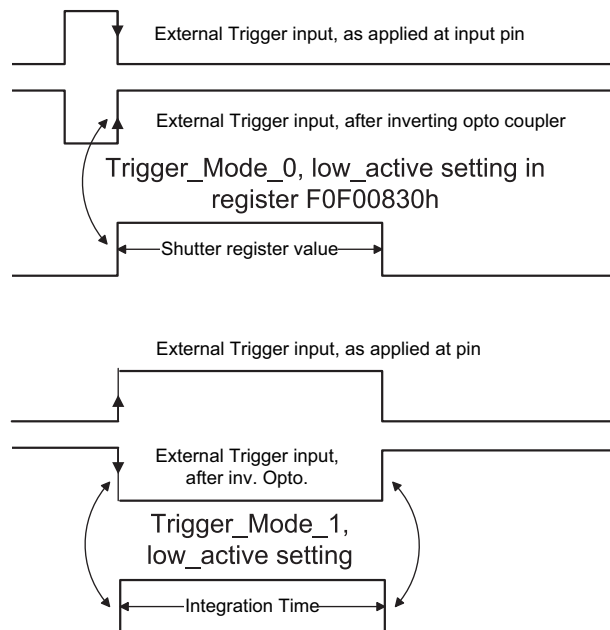 External Trigger input, as applied at input pin
External Trigger input, after inverting opto coupler
Trigger_Mode_0, low_active setting in
register F0F00830h
Shutter register value
External Trigger input, as applied at pin
External Trigger input,
after inv. Opto.
Trigger_Mode_1,
low_active setting
Integration Time